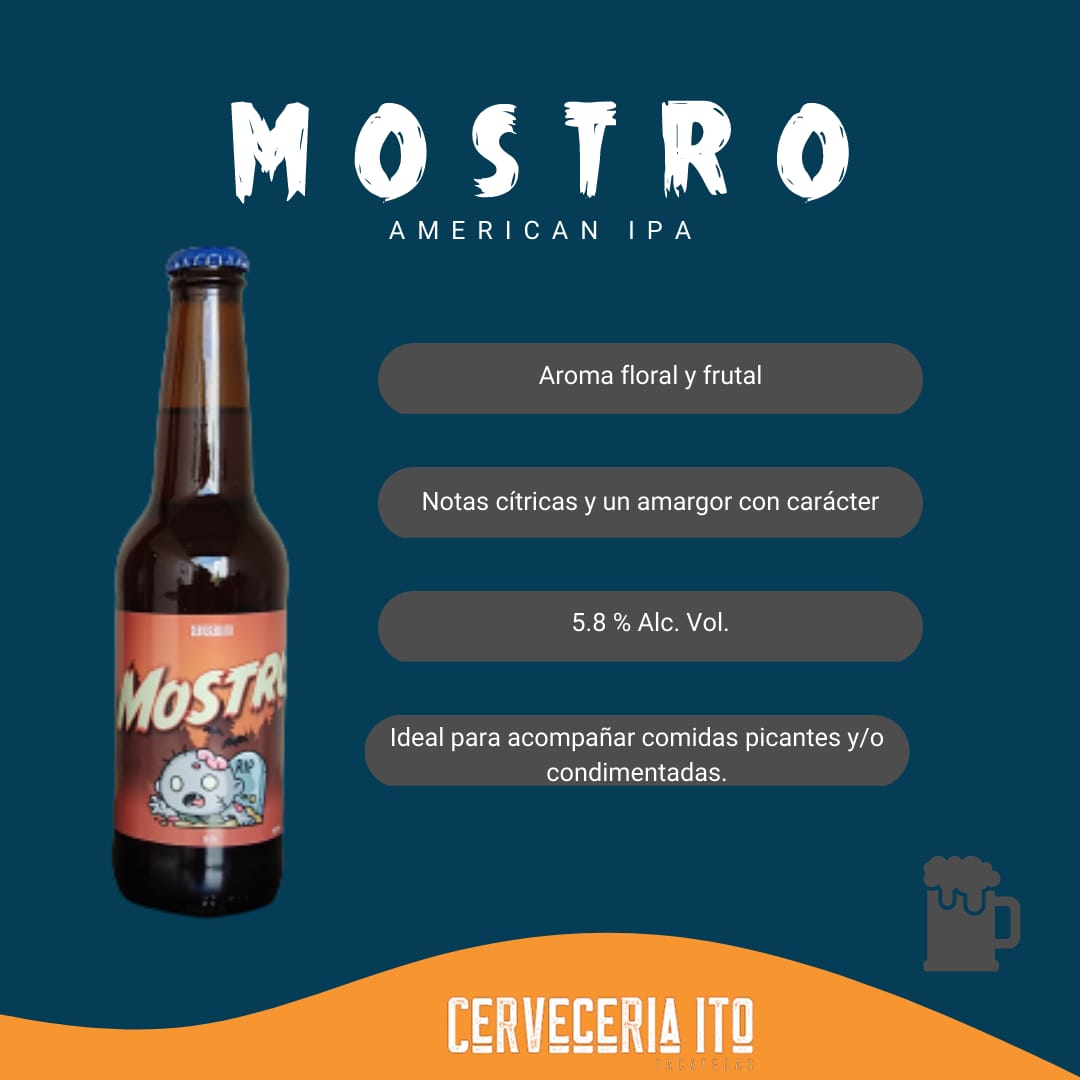 MOSTRO
AMERICAN IPA
Aroma floral y frutal
Notas cítricas y un amargor con carácter
5.8 % Alc. Vol.
Ideal para acompañar comidas picantes y/o
condimentadas.
MOSTRO
RIP
CERVECERIA ITO
ZACATECAS